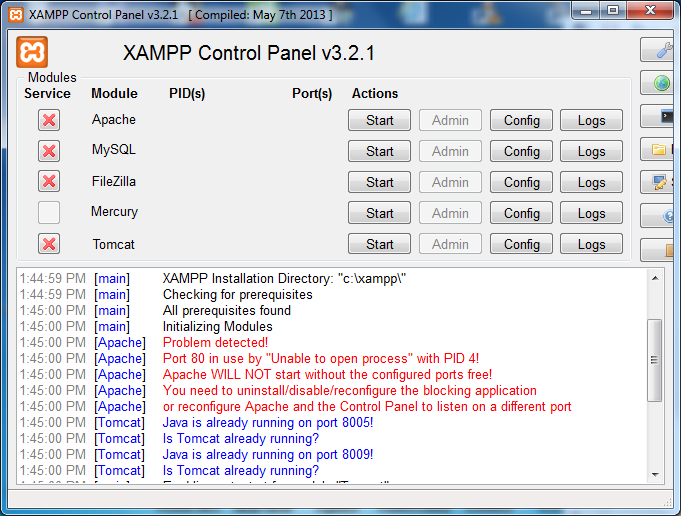 XAMPP Control Panel v3.2.1 [ Compiled: May 7th 2013 ]
XAMPP Control Panel v3.2.1
Modules
Service Module PID(s) Port(s) Actions
Apache Start Admin Config Logs
MySQL Start Admin Config Logs
FileZilla Start Admin Config Logs
Mercury Start Admin Config Logs
Tomcat Start Admin Config Logs
1:44:59 PM [main] XAMPP Installation Directory: "c:\xampp\"
1:44:59 PM [main] Checking for prerequisites
1:45:00 PM [main] All prerequisites found
1:45:00 PM [main] Initializing Modules
1:45:00 PM [Apache] Problem detected!
1:45:00 PM [Apache] Port 80 in use by "Unable to open process" with PID 4!
1:45:00 PM [Apache] Apache WILL NOT start without the configured ports free!
1:45:00 PM [Apache] You need to uninstall/disable/reconfigure the blocking application
1:45:00 PM [Apache] or reconfigure Apache and the Control Panel to listen on a different port
1:45:00 PM [Tomcat] Java is already running on port 8005!
1:45:00 PM [Tomcat] Is Tomcat already running?
1:45:00 PM [Tomcat] Java is already running on port 8009!
1:45:00 PM [Tomcat] Is Tomcat already running?